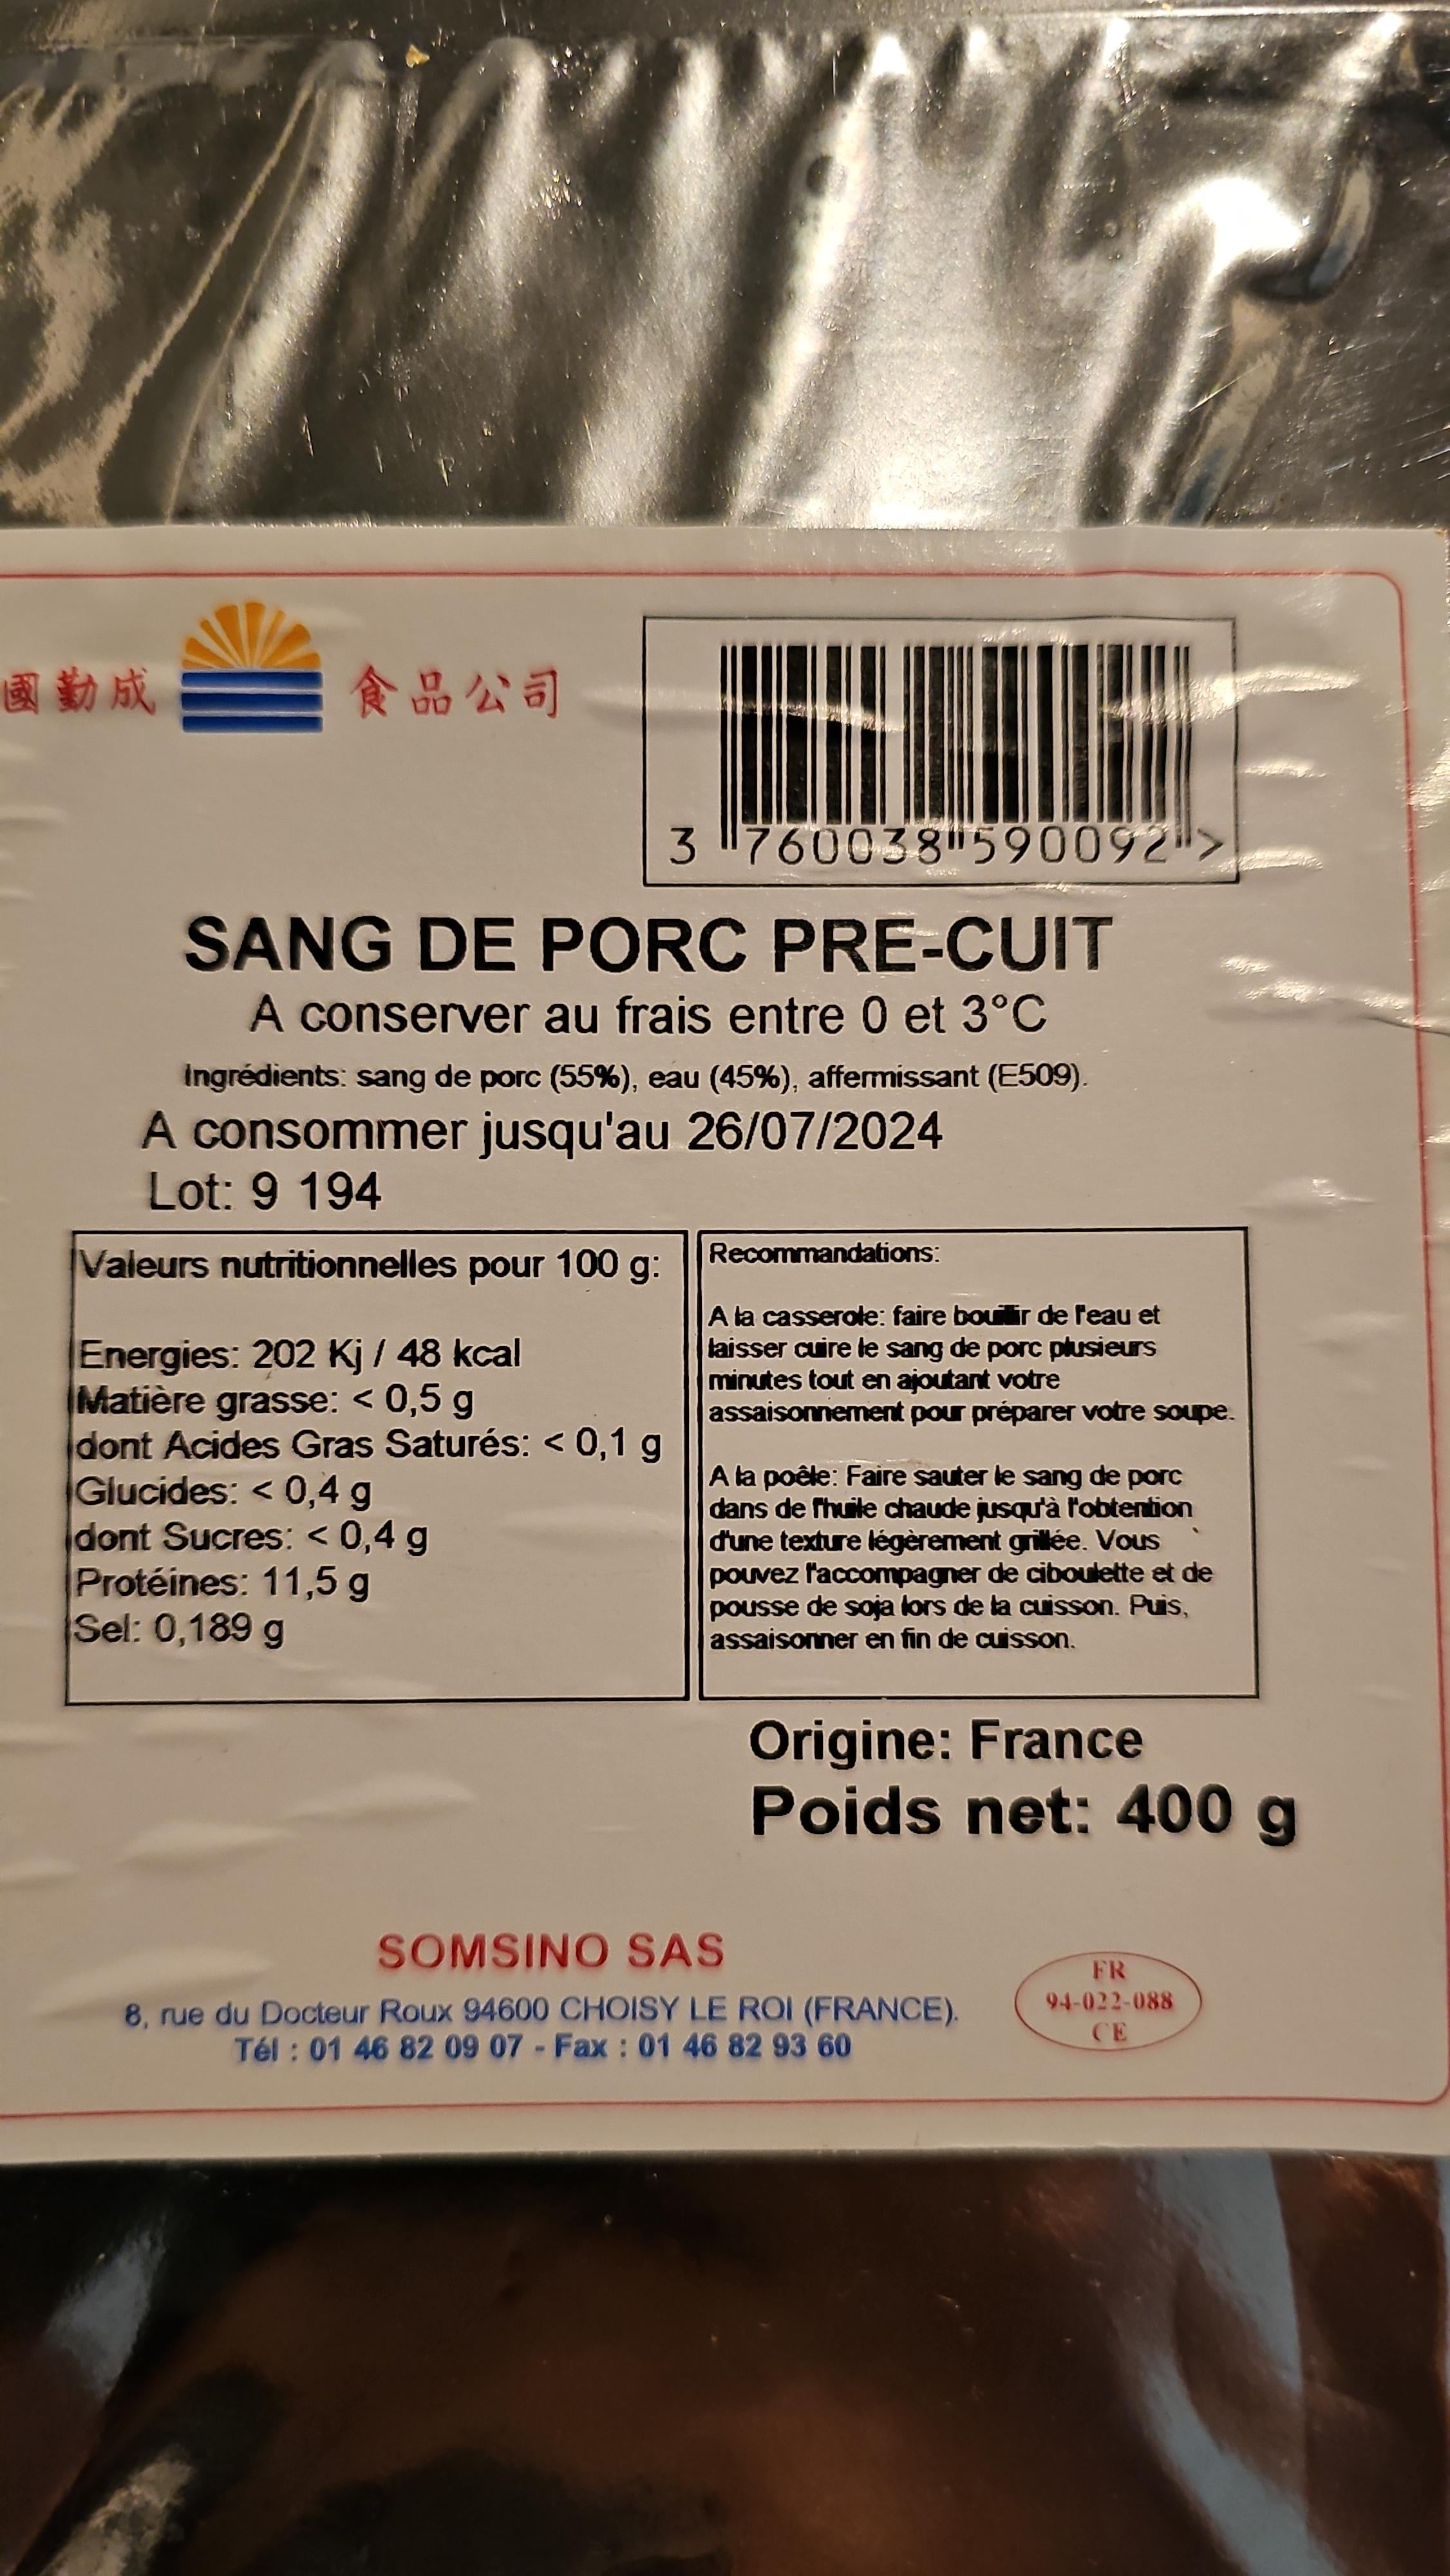 國勤成 食品公司
3 760038 590092 >
SANG DE PORC PRE-CUIT
A conserver au frais entre 0 et 3°C
Ingrédients: sang de porc (55%), eau (45%), affermissant (E509).
A consommer jusqu'au 26/07/2024
Lot: 9 194
Valeurs nutritionnelles pour 100 g:
Energies: 202 Kj / 48 kcal
Matière grasse: < 0,5 g
dont Acides Gras Saturés: < 0,1 g
Glucides: < 0,4 g
dont Sucres: < 0,4 g
Protéines: 11,5 g
Sel: 0,189 g
Recommandations:
A la casserole: faire bouillir de l'eau et
laisser cuire le sang de porc plusieurs
minutes tout en ajoutant votre
assaisonnement pour préparer votre soupe.
A la poêle: Faire sauter le sang de porc
dans de l'huile chaude jusqu'à l'obtention
d'une texture légèrement grillée. Vous
pouvez l'accompagner de ciboulette et de
pousse de soja lors de la cuisson. Puis,
assaisonner en fin de cuisson.
Origine: France
Poids net: 400 g
SOMSINO SAS
8, rue du Docteur Roux 94600 CHOISY LE ROI (FRANCE).
Tél : 01 46 82 09 07 - Fax : 01 46 82 93 60
FR
94-022-088
CE